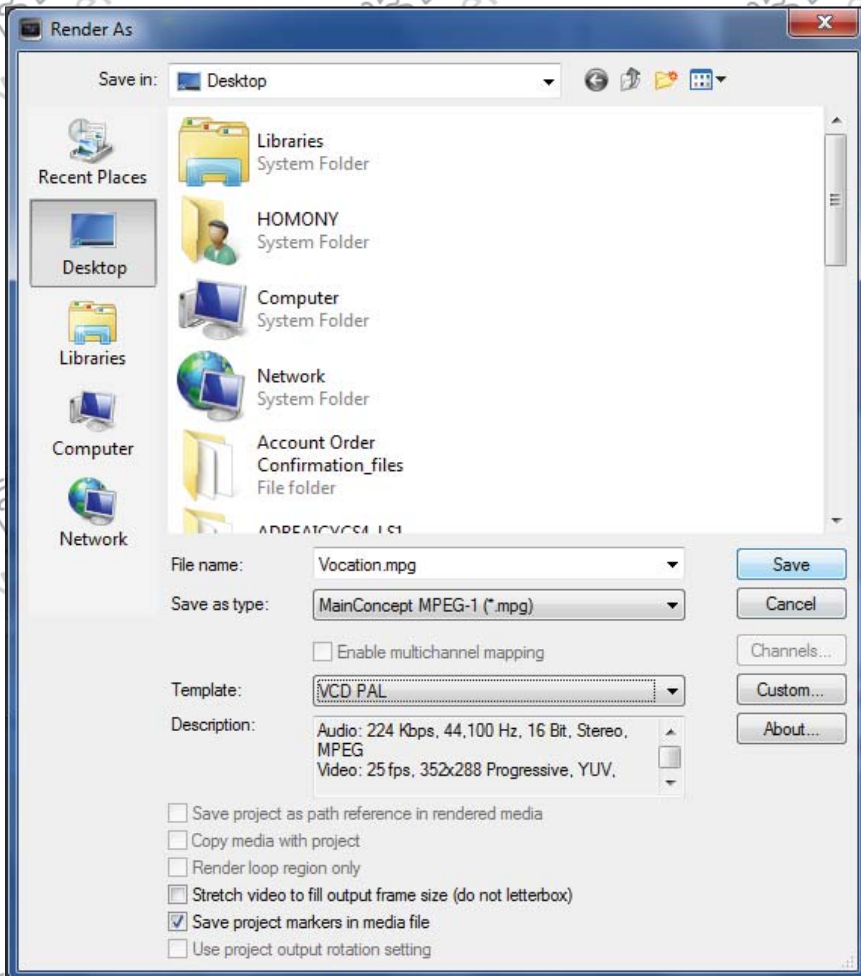 Render As
Save in:
Desktop
Recent Places
Desktop
Libraries
Computer
Network
Libraries
System Folder
HOMONY
System Folder
Computer
System Folder
Network
System Folder
Account Order
Confirmation_files
File folder
ADREAICYCS4_LS1
File name:
Vocation.mpg
Save
Save as type:
MainConcept MPEG-1 (*.mpg)
Cancel
Enable multichannel mapping
Channels...
Template:
VCD PAL
Custom...
Description:
Audio: 224 Kbps, 44,100 Hz, 16 Bit, Stereo,
MPEG
Video: 25 fps, 352x288 Progressive, YUV,
About...
Save project as path reference in rendered media
Copy media with project
Render loop region only
Stretch video to fill output frame size (do not letterbox)
Save project markers in media file
Use project output rotation setting